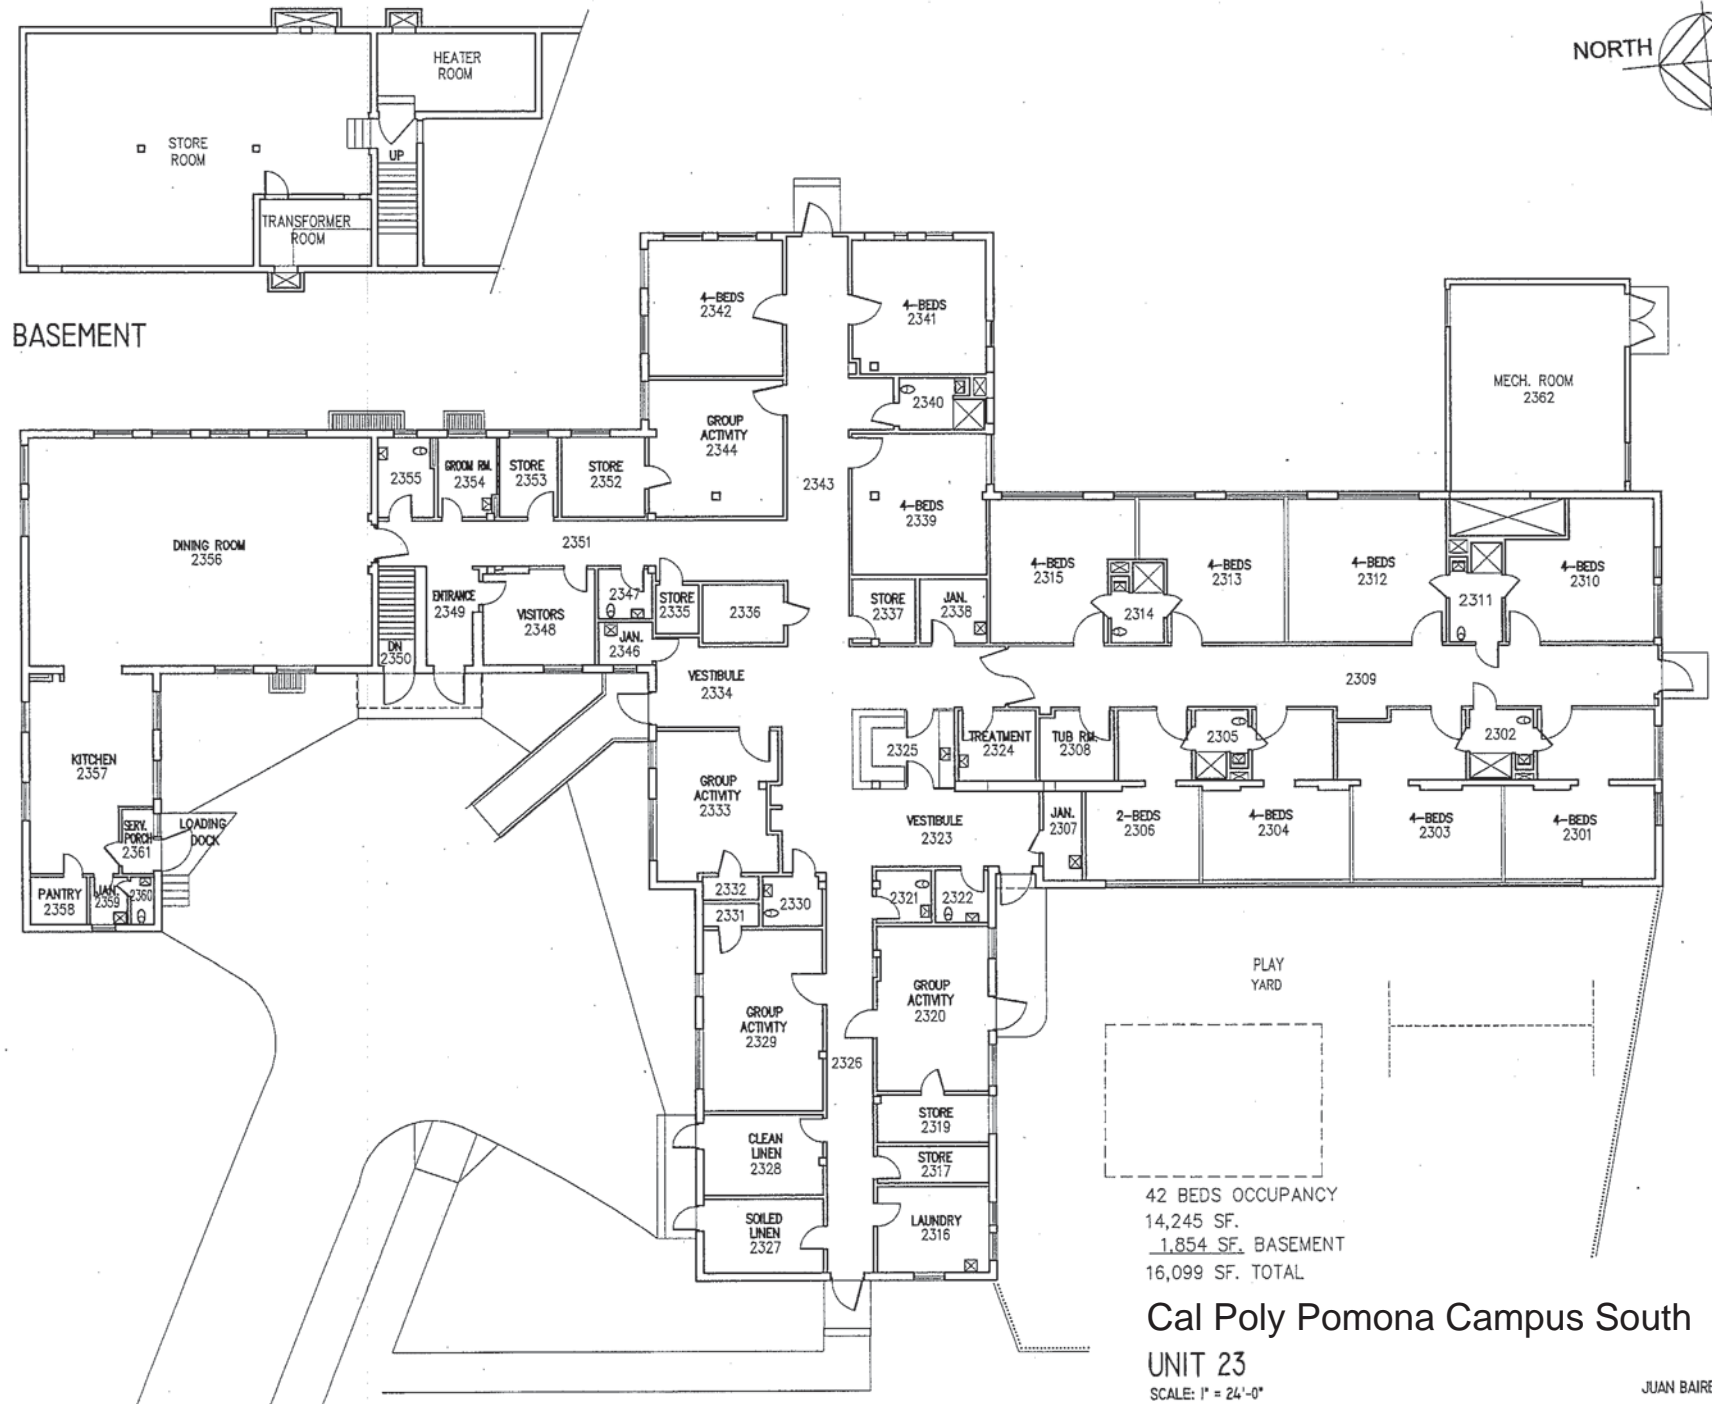 HEATER
ROOM
NORTH
STORE
ROOM
UP
TRANSFORMER
ROOM
BASEMENT
4-BEDS
2342
4-BEDS
2341
MECH. ROOM
2362
2340
GROUP
ACTIVITY
2344
2355
GROOM RM.
2354
STORE
2353
STORE
2352
2343
4-BEDS
2339
DINING ROOM
2356
2351
4-BEDS
2315
4-BEDS
2313
4-BEDS
2312
4-BEDS
2310
2314
2311
ENTRANCE
2349
VISITORS
2348
2347
STORE
2335
2336
STORE
2337
JAN.
2338
JAN.
2346
DN
2350
VESTIBULE
2334
2309
KITCHEN
2357
GROUP
ACTIVITY
2333
2325
TREATMENT
2324
TUB RM.
2308
2305
2302
SERV.
PORCH
2361
LOADING
DOCK
VESTIBULE
2323
JAN.
2307
2-BEDS
2306
4-BEDS
2304
4-BEDS
2303
4-BEDS
2301
PANTRY
2358
JAN.
2359
2360
2332
2331
2330
2321
2322
PLAY
YARD
GROUP
ACTIVITY
2329
GROUP
ACTIVITY
2320
2326
STORE
2319
CLEAN
LINEN
2328
STORE
2317
SOILED
LINEN
2327
LAUNDRY
2316
42 BEDS OCCUPANCY
14,245 SF.
1,854 SF. BASEMENT
16,099 SF. TOTAL
Cal Poly Pomona Campus South
UNIT 23
SCALE: 1" = 24'-0"
JUAN BAIRE